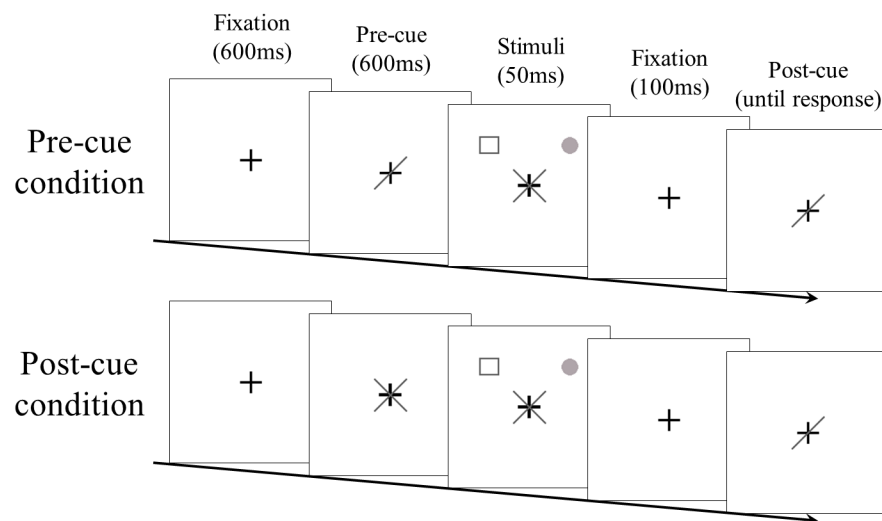 Fixation
(600ms)
Pre-cue
(600ms)
Stimuli
(50ms)
Fixation
(100ms)
Post-cue
(until response)
Pre-cue
condition
Post-cue
condition